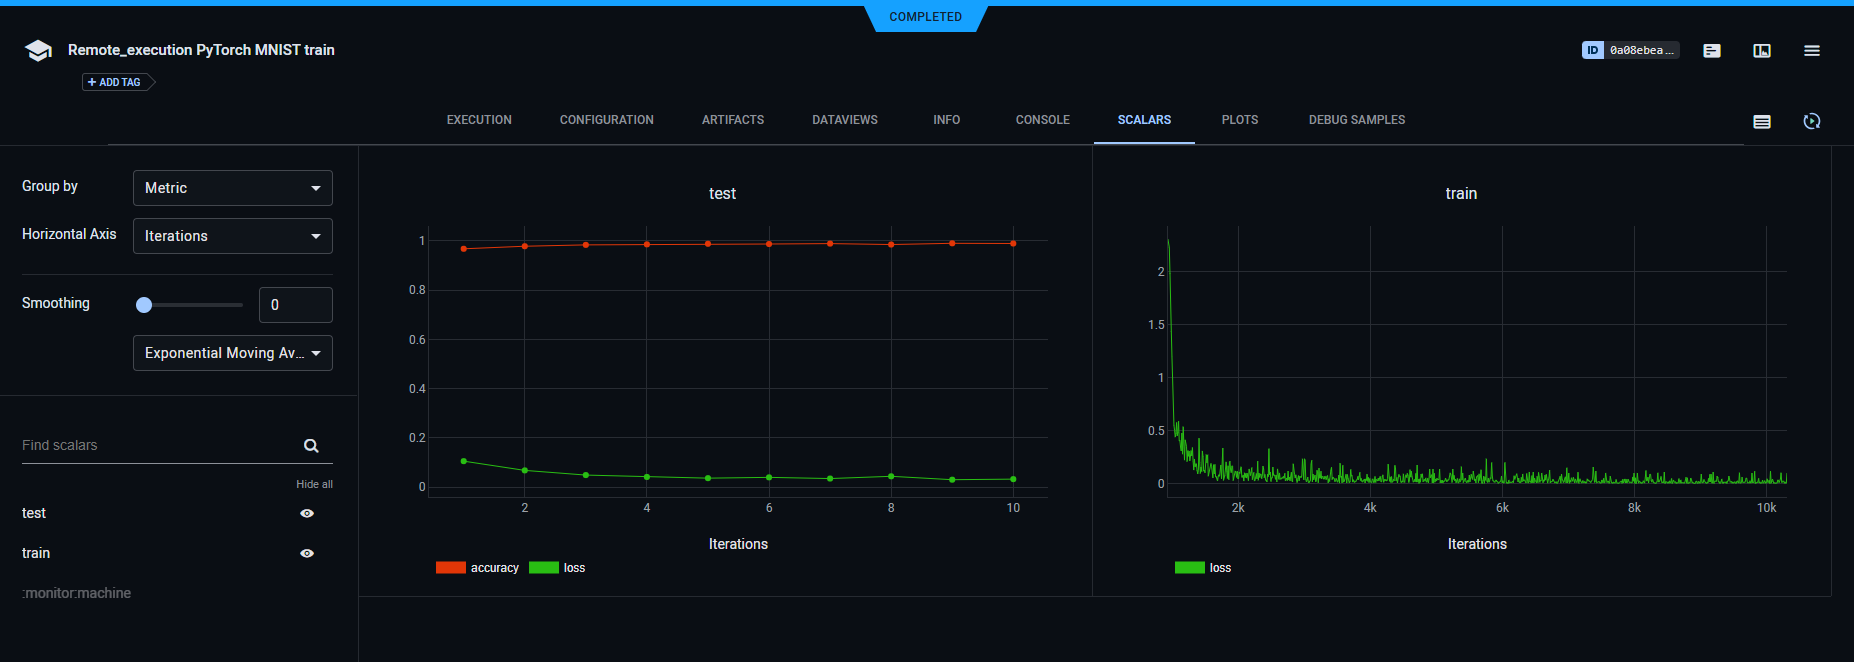 COMPLETED
Remote_execution PyTorch MNIST train
ID 0a08ebea ...
+ ADD TAG
EXECUTION CONFIGURATION ARTIFACTS DATAVIEWS INFO CONSOLE SCALARS PLOTS DEBUG SAMPLES
Group by Metric
Horizontal Axis Iterations
Smoothing 0
Exponential Moving Av...
Find scalars
Hide all
test
train
:monitor:machine
test
1
0.8
0.6
0.4
0.2
0
2 4 6 8 10
Iterations
accuracy loss
train
2
1.5
1
0.5
0
2k 4k 6k 8k 10k
Iterations
loss